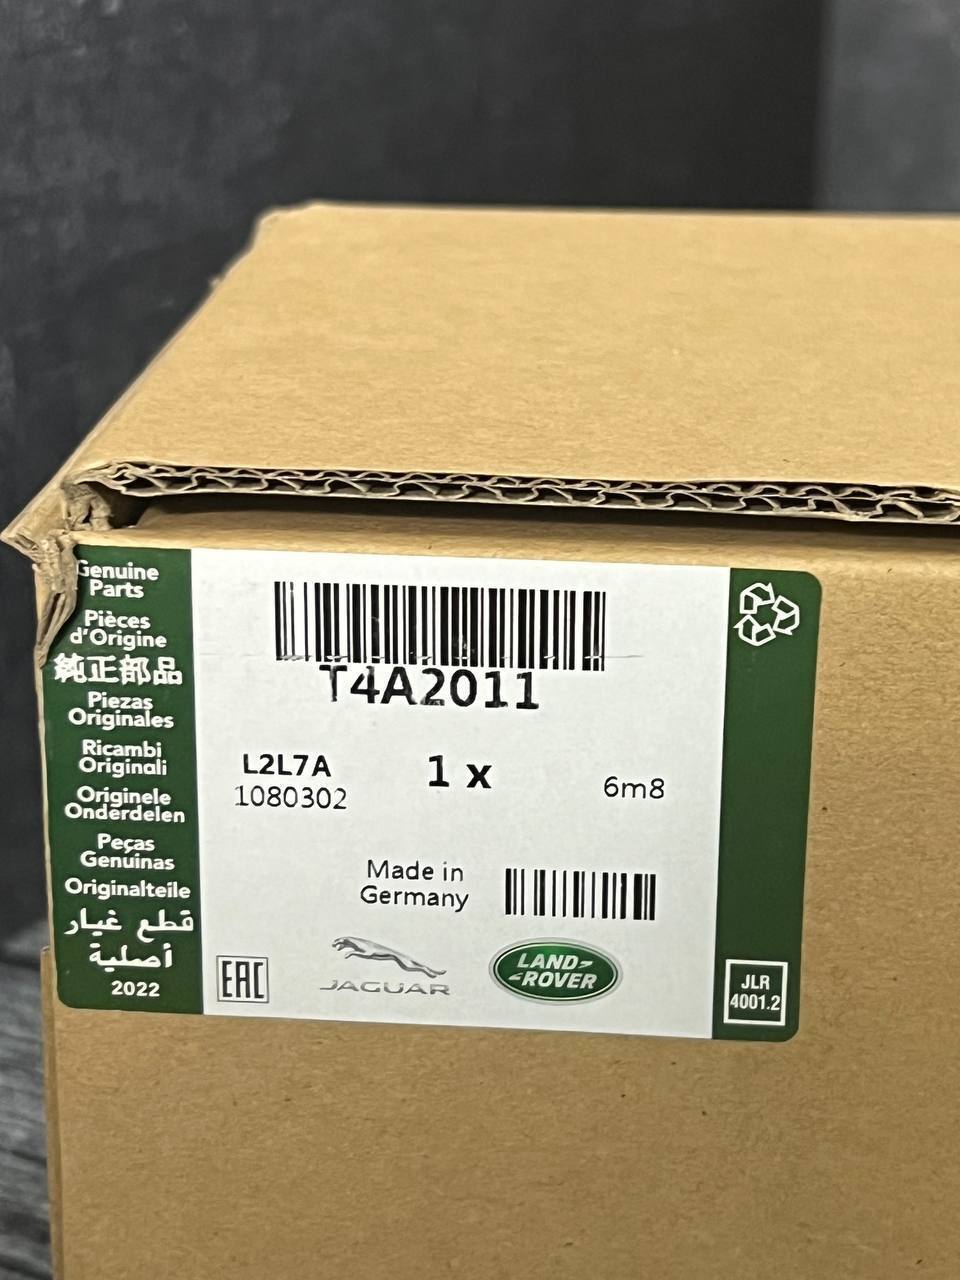 Genuine
Parts
Pièces
d'Origine
純正部品
Piezas
Originales
Ricambi
Originali
Originele
Onderdelen
Peças
Genuinas
Originalteile
قطع غيار
أصلية
2022
T4A2011
L2L7A
1080302
1 x
6m8
Made in
Germany
EAC
JAGUAR
LAND
ROVER
JLR
4001.2